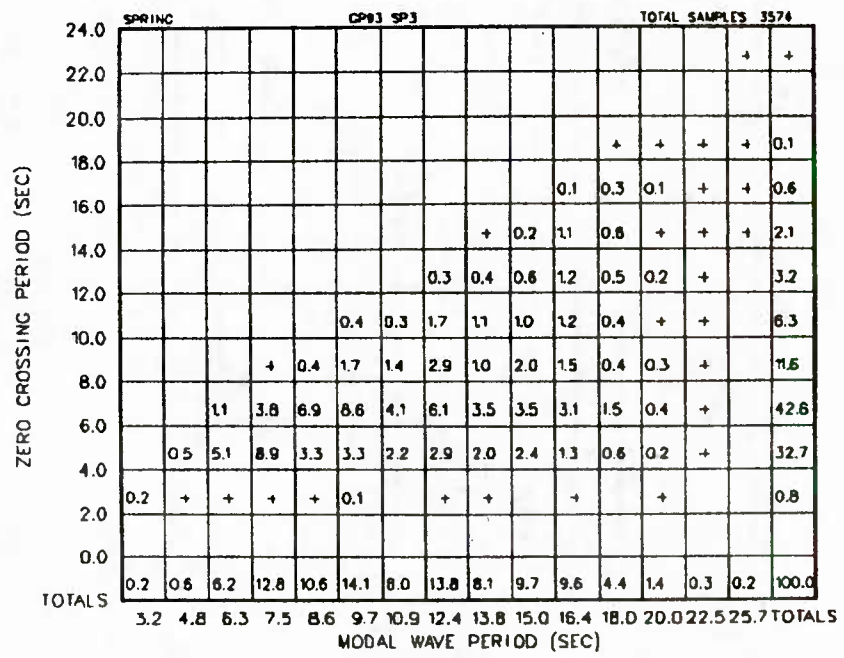 SPRING GP03 SP3 TOTAL SAMPLES 3574
24.0
+ +
22.0
20.0
+ + + + 0.1
18.0
0.1 0.3 0.1 + + 0.6
16.0
+ 0.2 1.1 0.6 + + + 2.1
14.0
0.3 0.4 0.6 1.2 0.5 0.2 + 3.2
12.0
0.4 0.3 1.7 1.1 1.0 1.2 0.4 + + 6.3
10.0
+ 0.4 1.7 1.4 2.9 1.0 2.0 1.5 0.4 0.3 + 11.6
8.0
1.1 3.8 6.9 8.6 4.1 6.1 3.5 3.5 3.1 1.5 0.4 + 42.6
6.0
0.5 5.1 8.9 3.3 3.3 2.2 2.9 2.0 2.4 1.3 0.6 0.2 + 32.7
4.0
0.2 + + + + 0.1 + + + + 0.8
2.0
0.0
0.2 0.6 6.2 12.8 10.6 14.1 8.0 13.8 8.1 9.7 9.6 4.4 1.4 0.3 0.2 100.0
TOTALS
3.2 4.8 6.3 7.5 8.6 9.7 10.9 12.4 13.8 15.0 16.4 18.0 20.0 22.5 25.7 TOTALS
MODAL WAVE PERIOD (SEC)
ZERO CROSSING PERIOD (SEC)